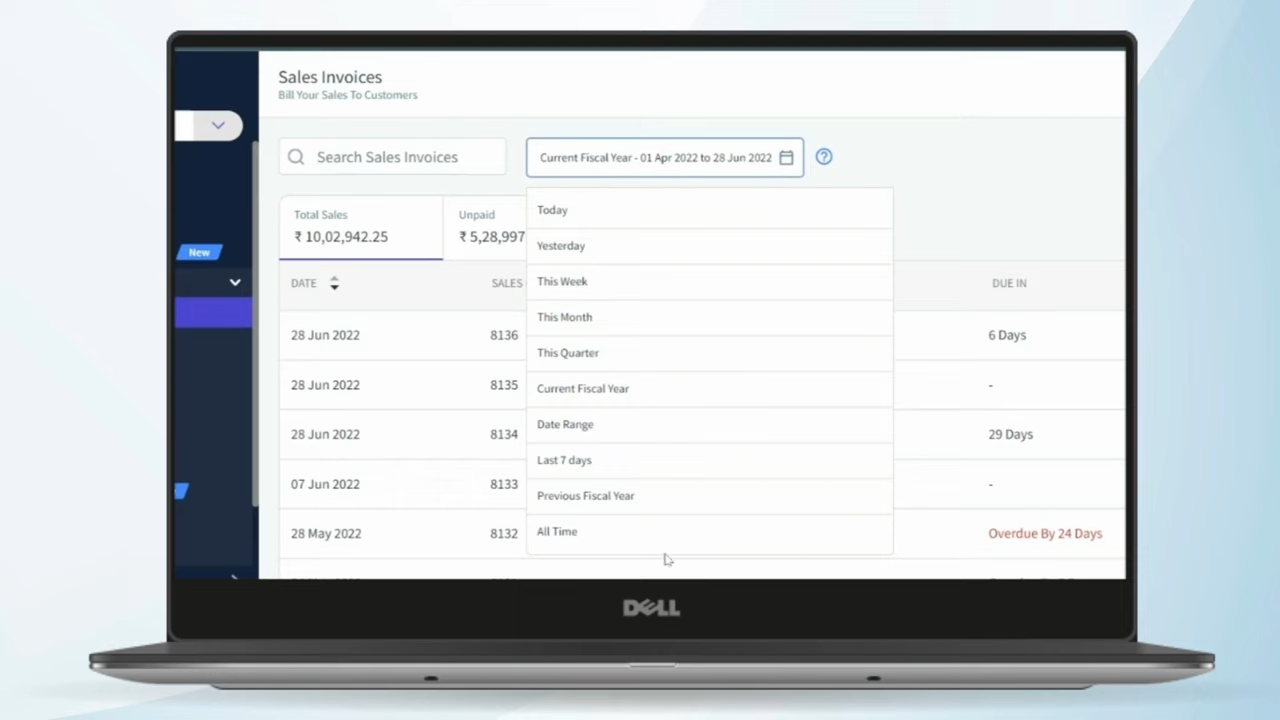 Sales Invoices
Bill Your Sales To Customers
Search Sales Invoices
Current Fiscal Year - 01 Apr 2022 to 28 Jun 2022
Total Sales
₹ 10,02,942.25
Unpaid
₹ 5,28,997
New
Today
Yesterday
This Week
This Month
This Quarter
Current Fiscal Year
Date Range
Last 7 days
Previous Fiscal Year
All Time
DATE SALES DUE IN
28 Jun 2022 8136 6 Days
28 Jun 2022 8135 -
28 Jun 2022 8134 29 Days
07 Jun 2022 8133 -
28 May 2022 8132 Overdue By 24 Days
DELL